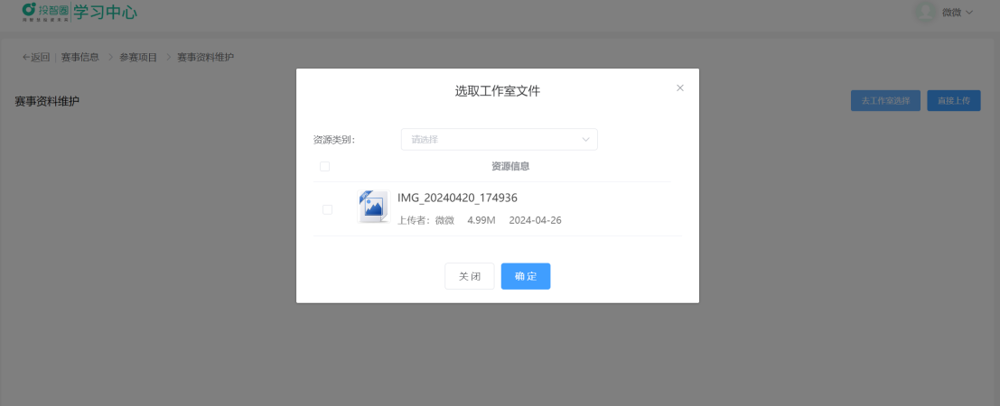 投智圈 学习中心
微微
←返回 | 赛事信息 > 参赛项目 > 赛事资料维护
选取工作室文件
赛事资料维护
去工作室选择 直接上传
资源类别：
请选择
资源信息
IMG_20240420_174936
上传者：微微 4.99M 2024-04-26
关 闭 确 定